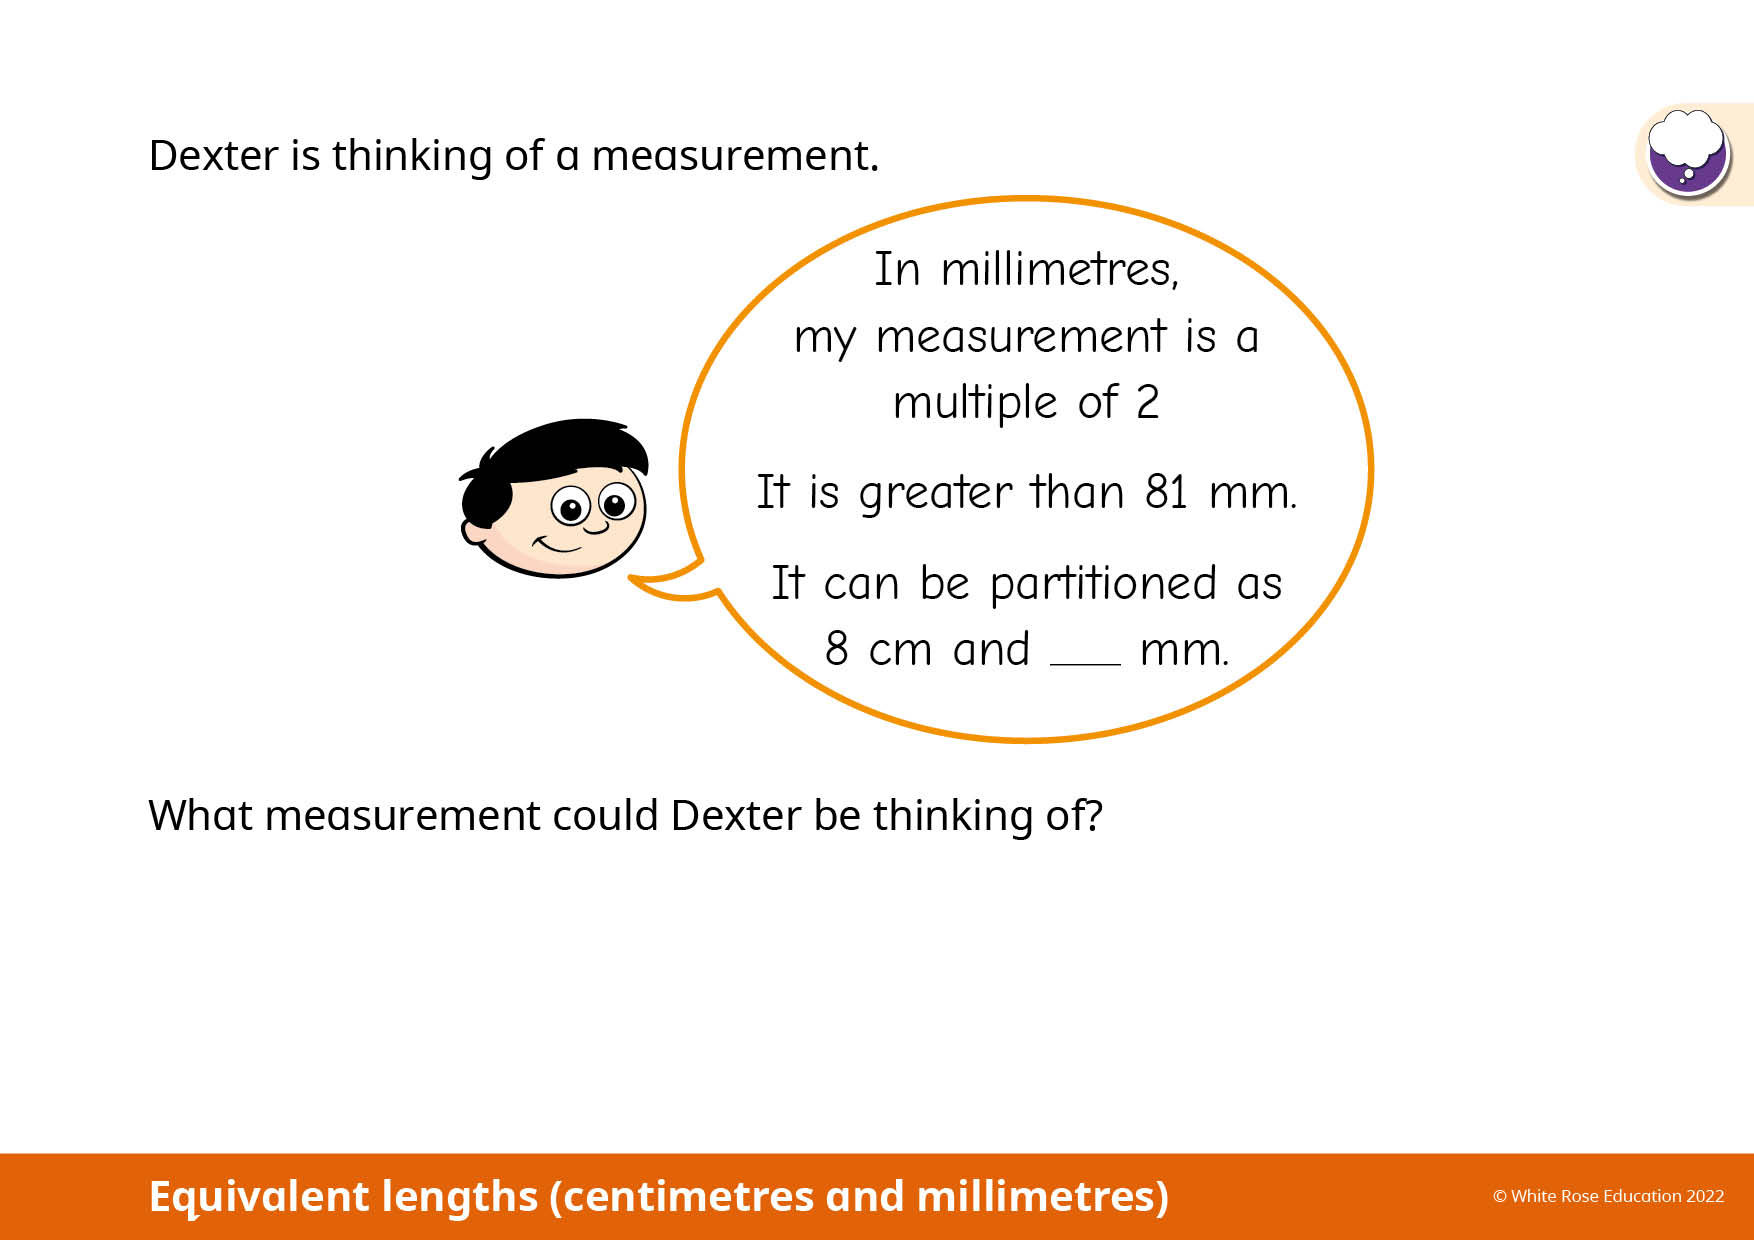 Dexter is thinking of a measurement.
In millimetres,
my measurement is a
multiple of 2
It is greater than 81 mm.
It can be partitioned as
8 cm and ___ mm.
What measurement could Dexter be thinking of?
Equivalent lengths (centimetres and millimetres)
© White Rose Education 2022